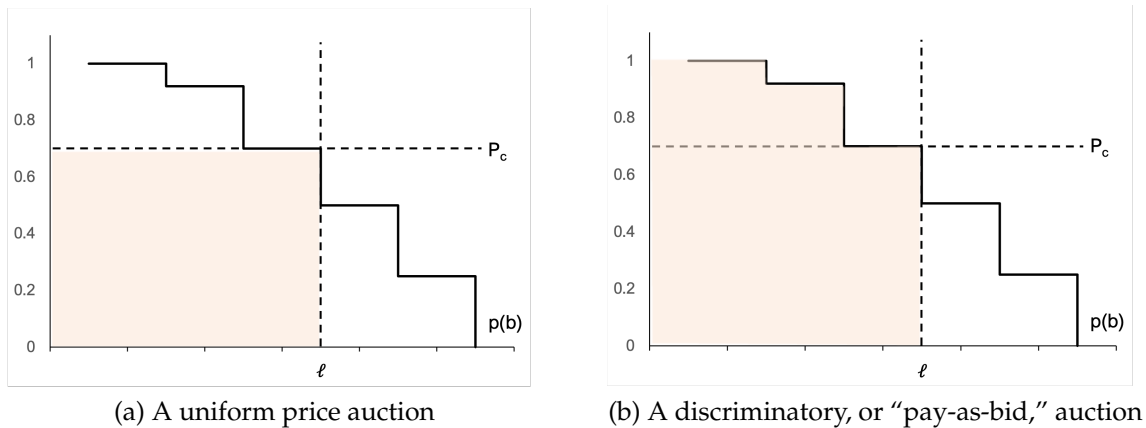 1
0.8
0.6
0.4
0.2
0
P_c
p(b)
ℓ
(a) A uniform price auction
1
0.8
0.6
0.4
0.2
0
P_c
p(b)
ℓ
(b) A discriminatory, or “pay-as-bid,” auction